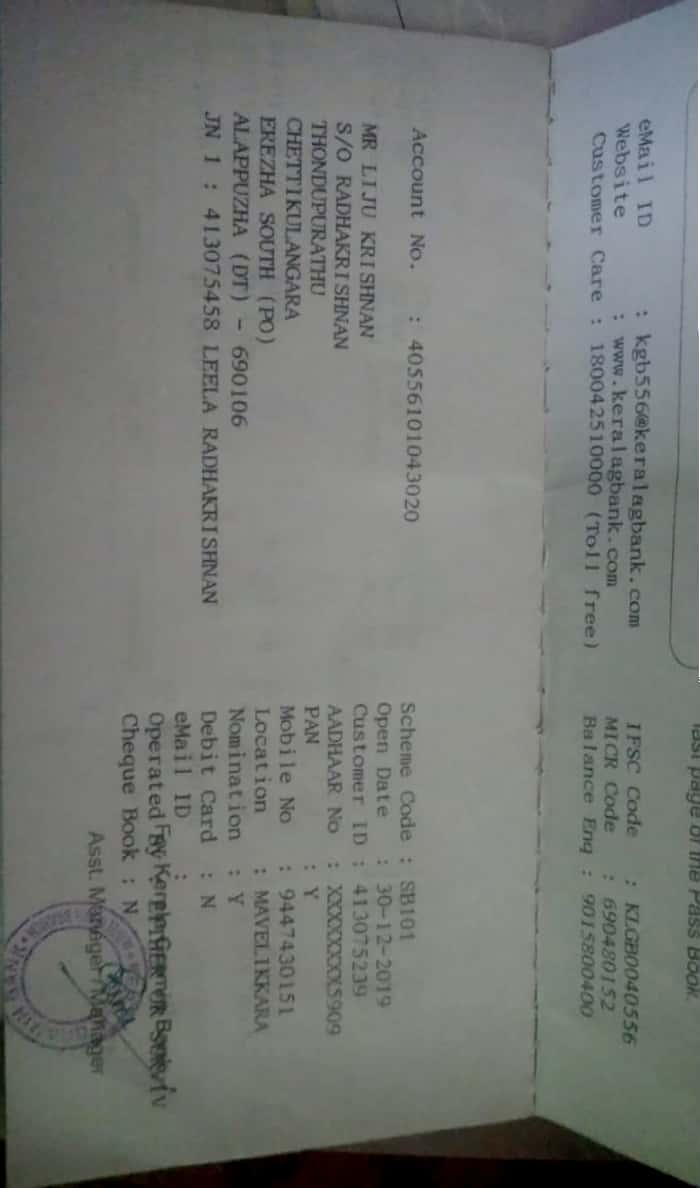 last page of the Pass Book.
eMail ID : kgb556@keralagbank.com
Website : www.keralagbank.com
Customer Care : 180042510000 (Toll free)
IFSC Code : KLGB0040556
MICR Code : 690480152
Balance Enq : 9015800400
Account No. : 40556101043020
MR LIJU KRISHNAN
S/O RADHAKRISHNAN
THONDUPURATHU
CHETTIKULANGARA
EREZHA SOUTH (PO)
ALAPPUZHA (DT) - 690106
JN 1 : 413075458 LEELA RADHAKRISHNAN
Scheme Code : SB101
Open Date : 30-12-2019
Customer ID : 413075239
AADHAAR No : XXXXXXXX5909
PAN : Y
Mobile No : 9447430151
Location : MAVELIKKARA
Nomination : Y
Debit Card : N
eMail ID :
Operated By : EITHER OR SURVIV
For Kerala Gramin Bank
Cheque Book : N
Asst. Manager/Manager